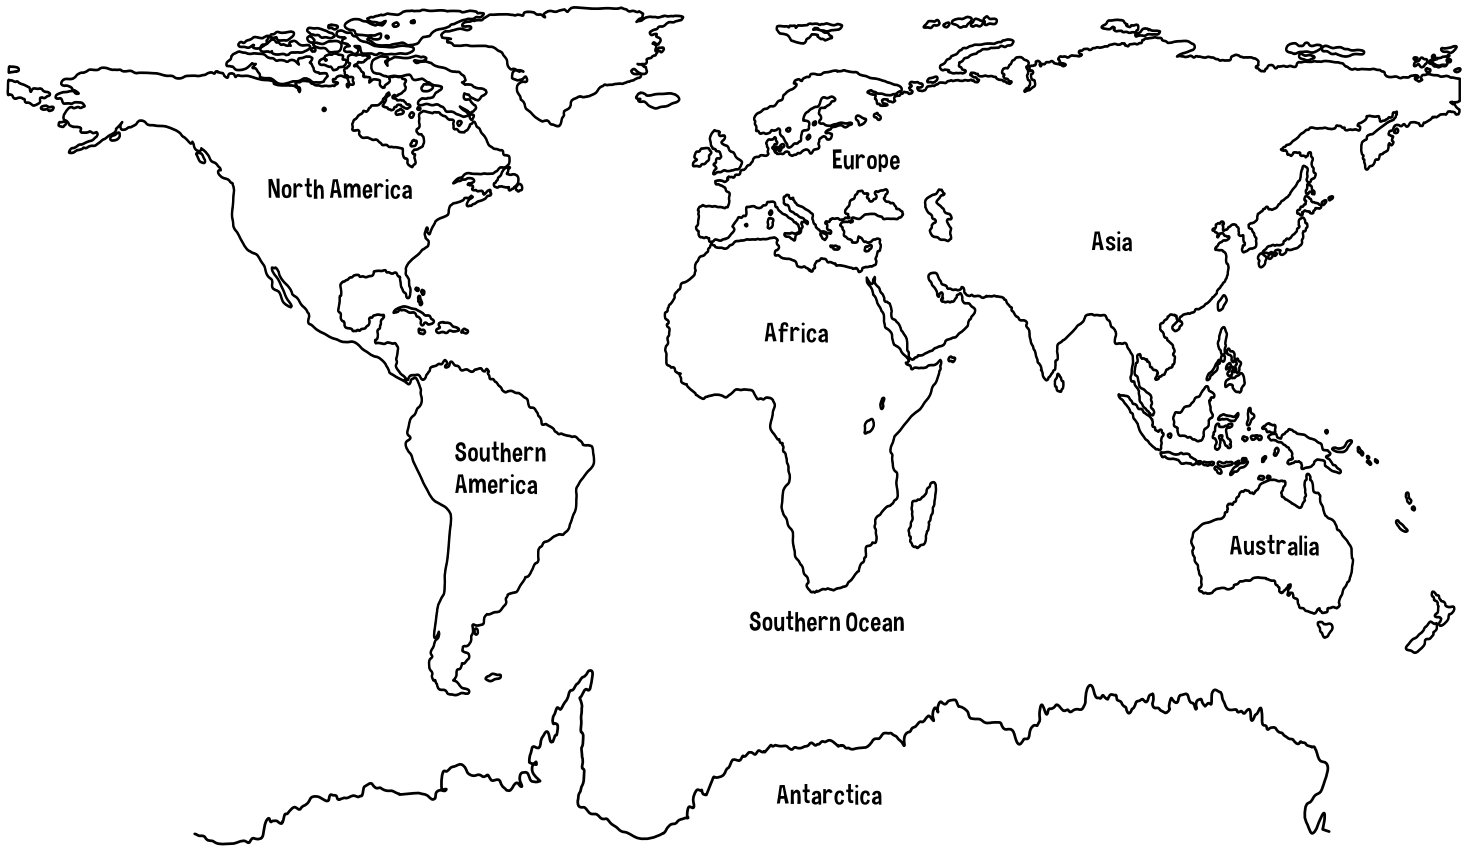 Europe
North America
Asia
Africa
Southern
America
Australia
Southern Ocean
Antarctica